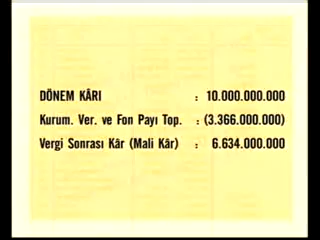 DÖNEM KÂRI : 10.000.000.000
Kurum. Ver. ve Fon Payı Top. : (3.366.000.000)
Vergi Sonrası Kâr (Mali Kâr) : 6.634.000.000